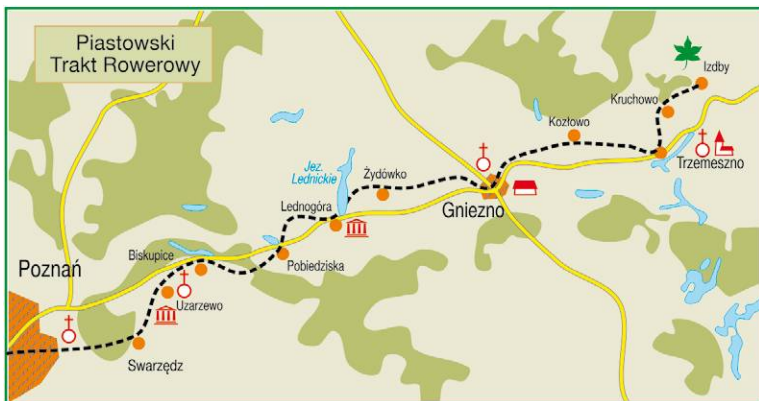 Piastowski
Trakt Rowerowy
Izdby
Kruchowo
Kozłowo
Trzemeszno
Jez.
Lednickie
Żydówko
Lednogóra
Gniezno
Biskupice
Pobiedziska
Poznań
Uzarzewo
Swarzędz